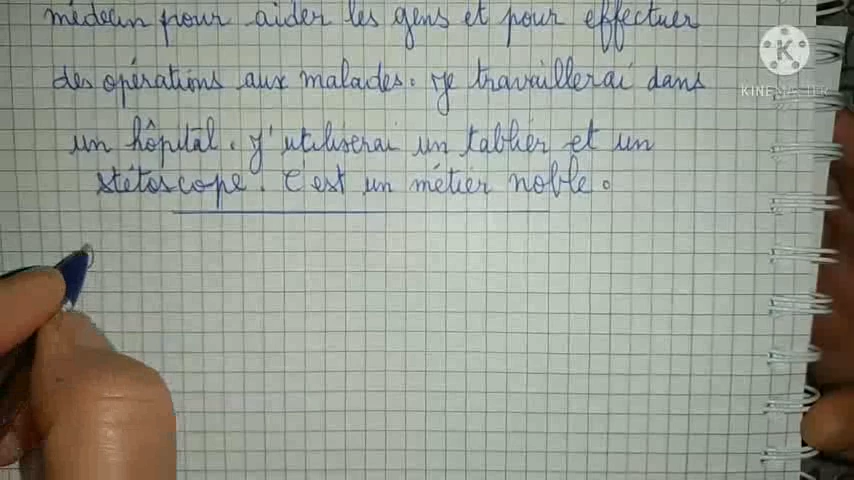 médecin pour aider les gens et pour effectuer
des opérations aux malades. Je travaillerai dans
un hôpital. J'utiliserai un tablier et un
stétoscope. C'est un métier noble.
K
KINEMASTER